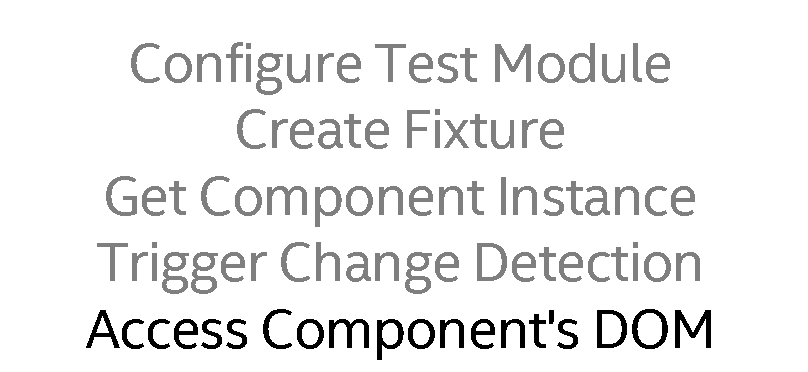 Configure Test Module
Create Fixture
Get Component Instance
Trigger Change Detection
Access Component's DOM